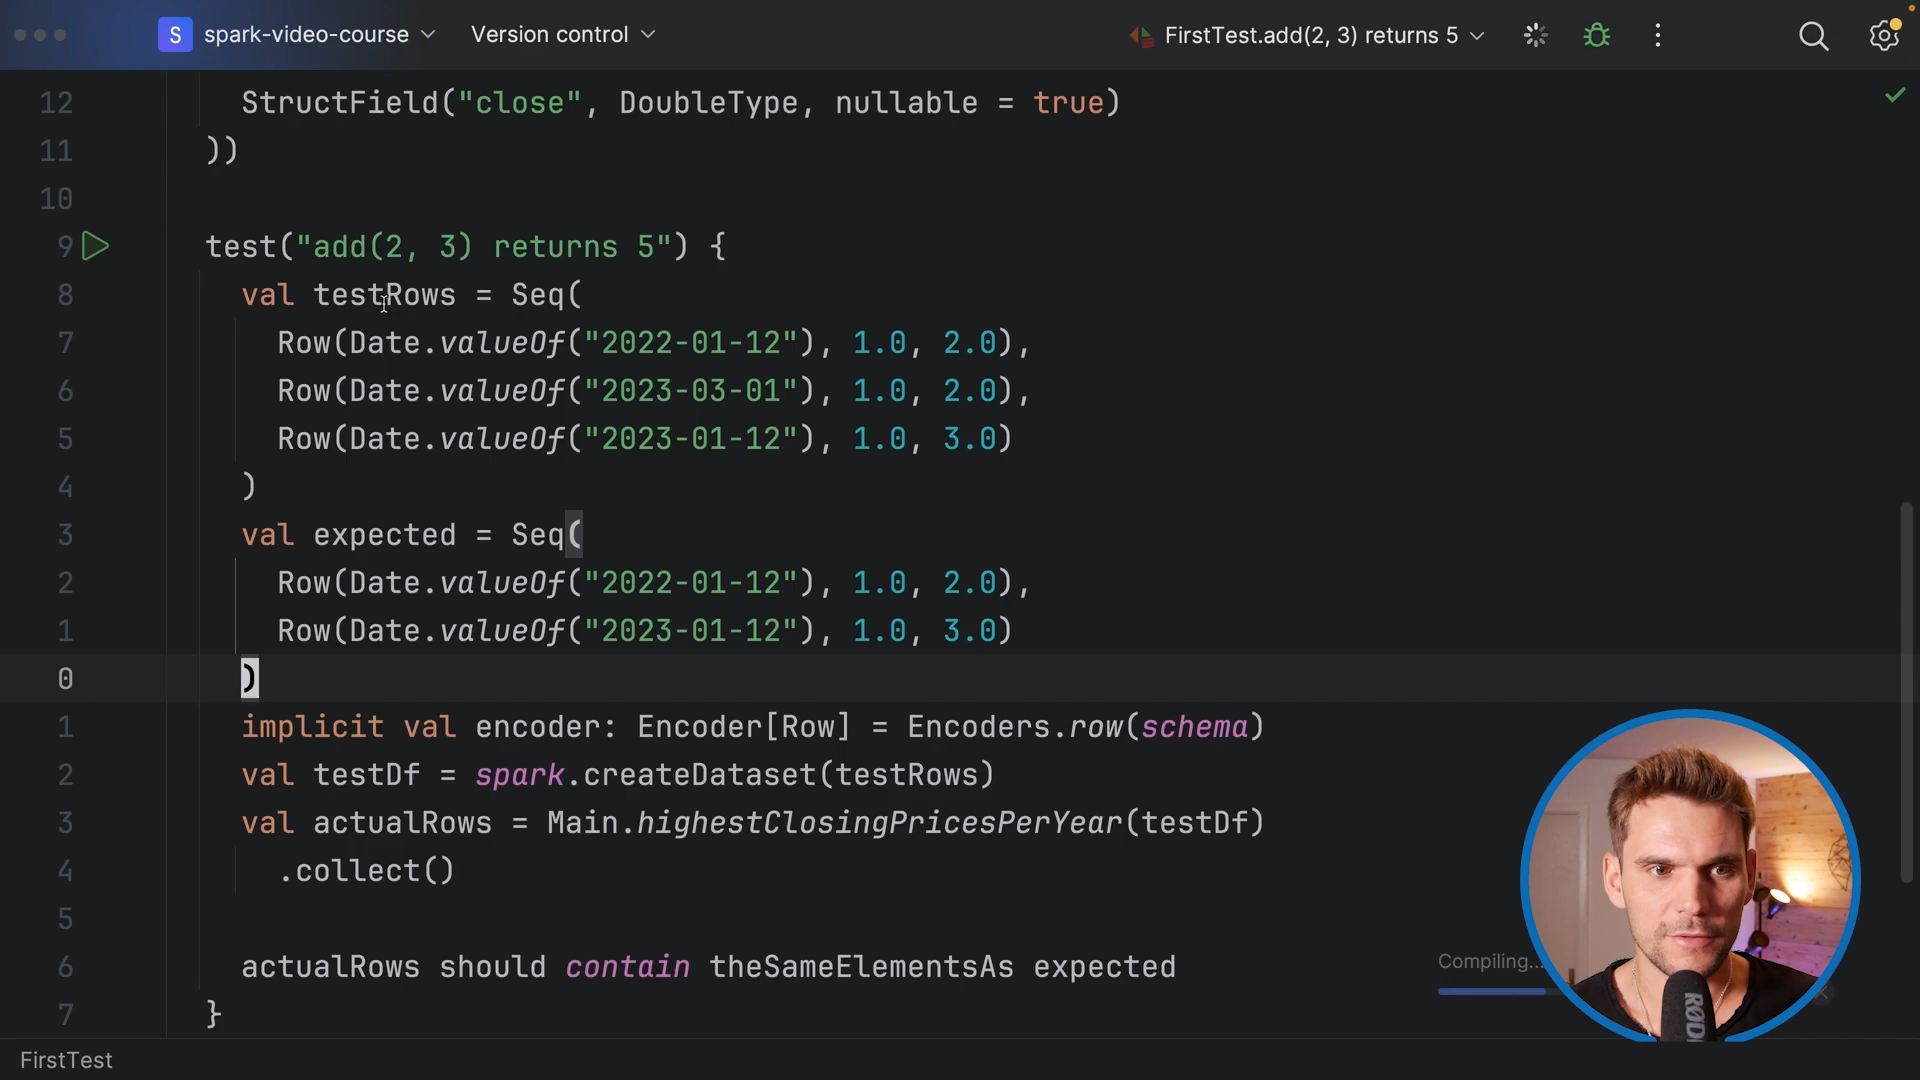 S spark-video-course Version control FirstTest.add(2, 3) returns 5
12 StructField("close", DoubleType, nullable = true)
11 ))
10
9 test("add(2, 3) returns 5") {
8 val testRows = Seq(
7 Row(Date.valueOf("2022-01-12"), 1.0, 2.0),
6 Row(Date.valueOf("2023-03-01"), 1.0, 2.0),
5 Row(Date.valueOf("2023-01-12"), 1.0, 3.0)
4 )
3 val expected = Seq(
2 Row(Date.valueOf("2022-01-12"), 1.0, 2.0),
1 Row(Date.valueOf("2023-01-12"), 1.0, 3.0)
0 )
1 implicit val encoder: Encoder[Row] = Encoders.row(schema)
2 val testDf = spark.createDataset(testRows)
3 val actualRows = Main.highestClosingPricesPerYear(testDf)
4 .collect()
5
6 actualRows should contain theSameElementsAs expected
Compiling...
7 }
RØDE
FirstTest